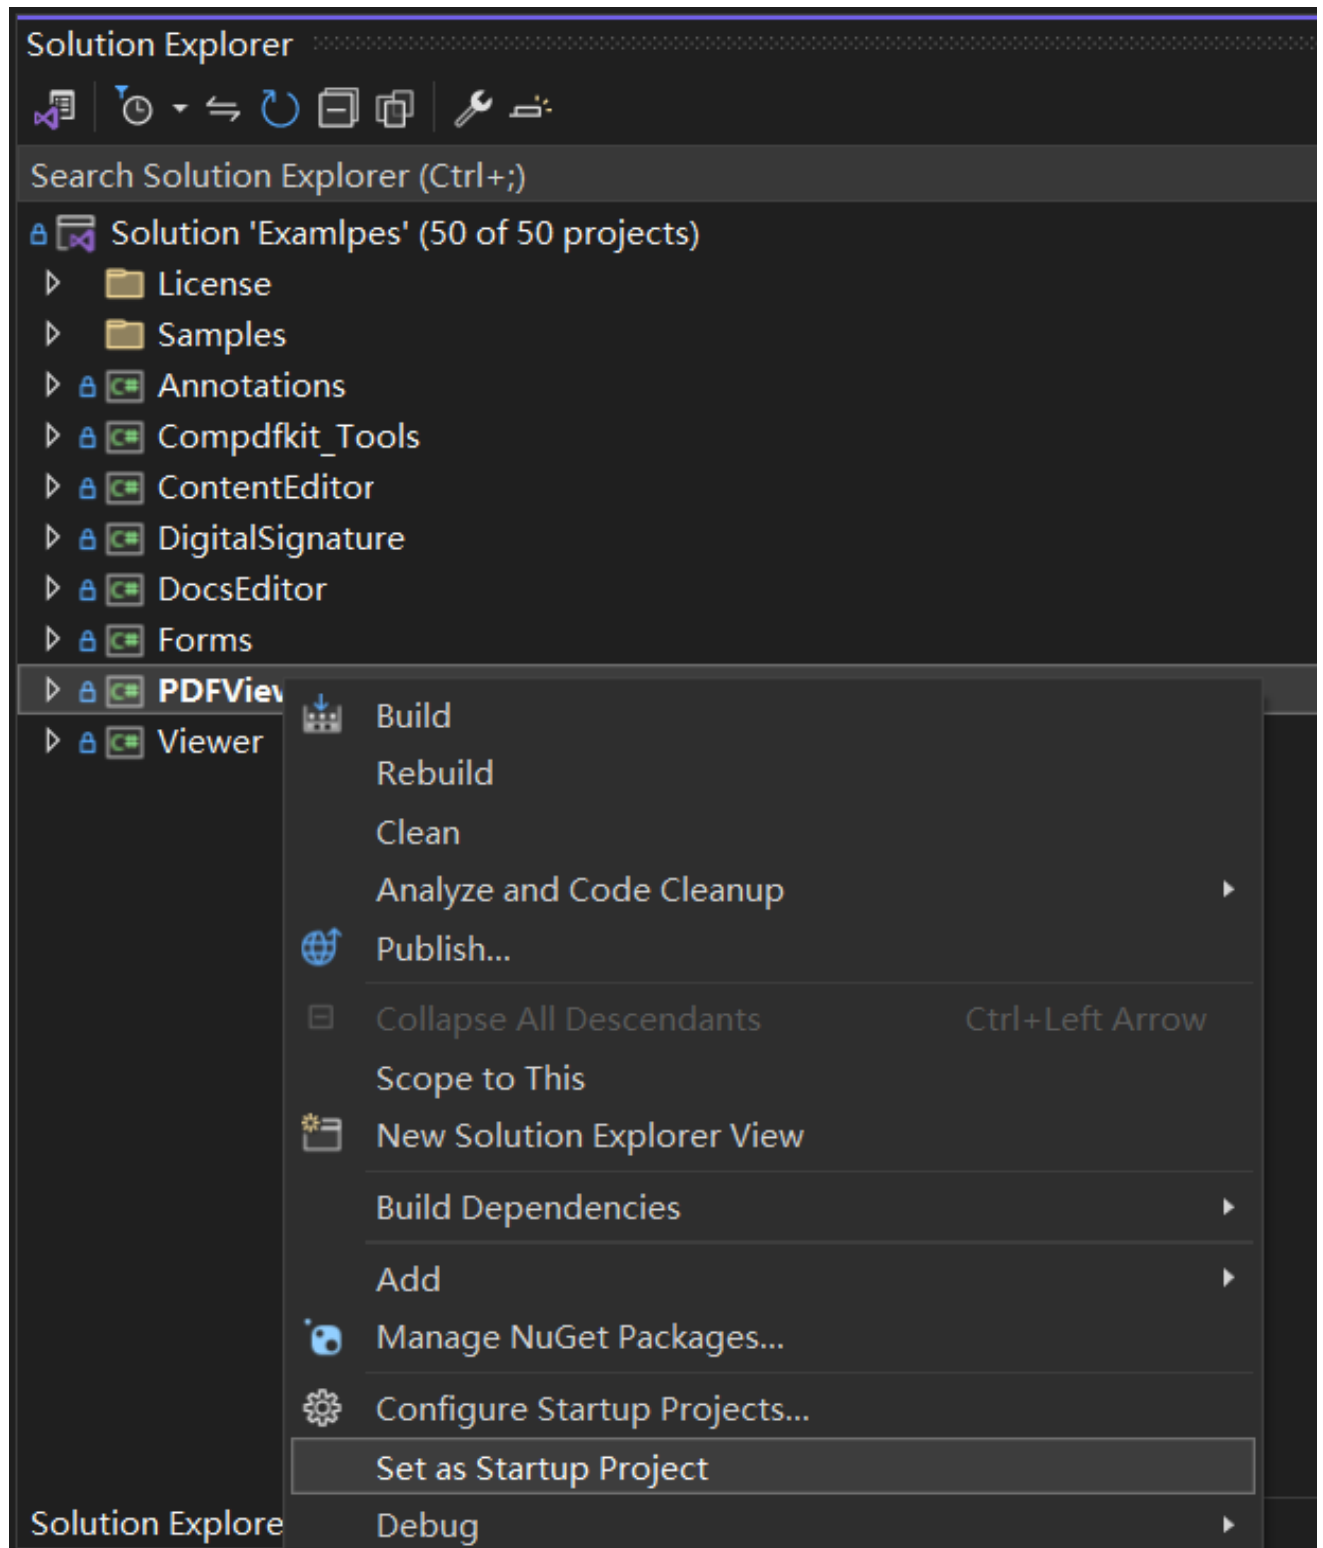 Solution Explorer
Search Solution Explorer (Ctrl+;)
Solution 'Examlpes' (50 of 50 projects)
License
Samples
C# Annotations
C# Compdfkit_Tools
C# ContentEditor
C# DigitalSignature
C# DocsEditor
C# Forms
C# PDFView
C# Viewer
Build
Rebuild
Clean
Analyze and Code Cleanup
Publish...
Collapse All Descendants Ctrl+Left Arrow
Scope to This
New Solution Explorer View
Build Dependencies
Add
Manage NuGet Packages...
Configure Startup Projects...
Set as Startup Project
Debug
Solution Explore